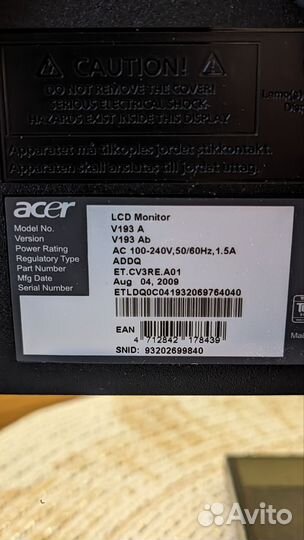 CAUTION!
DO NOT REMOVE THE COVER!
SERIOUS ELECTRICAL SHOCK
HAZARDS EXIST INSIDE THIS DISPLAY
Apparatet må tilkoples jordet stikkontakt.
Apparaten skall anslutas till jordat uttag.
acer
LCD Monitor
Model No. V193 A
Version V193 Ab
Power Rating AC 100-240V,50/60Hz,1.5A
Regulatory Type ADDQ
Part Number ET.CV3RE.A01
Mfg Date Aug 04, 2009
Serial Number ETLDQ0C041932069764040
EAN
4 712842 178439
SNID: 93202699840
Avito